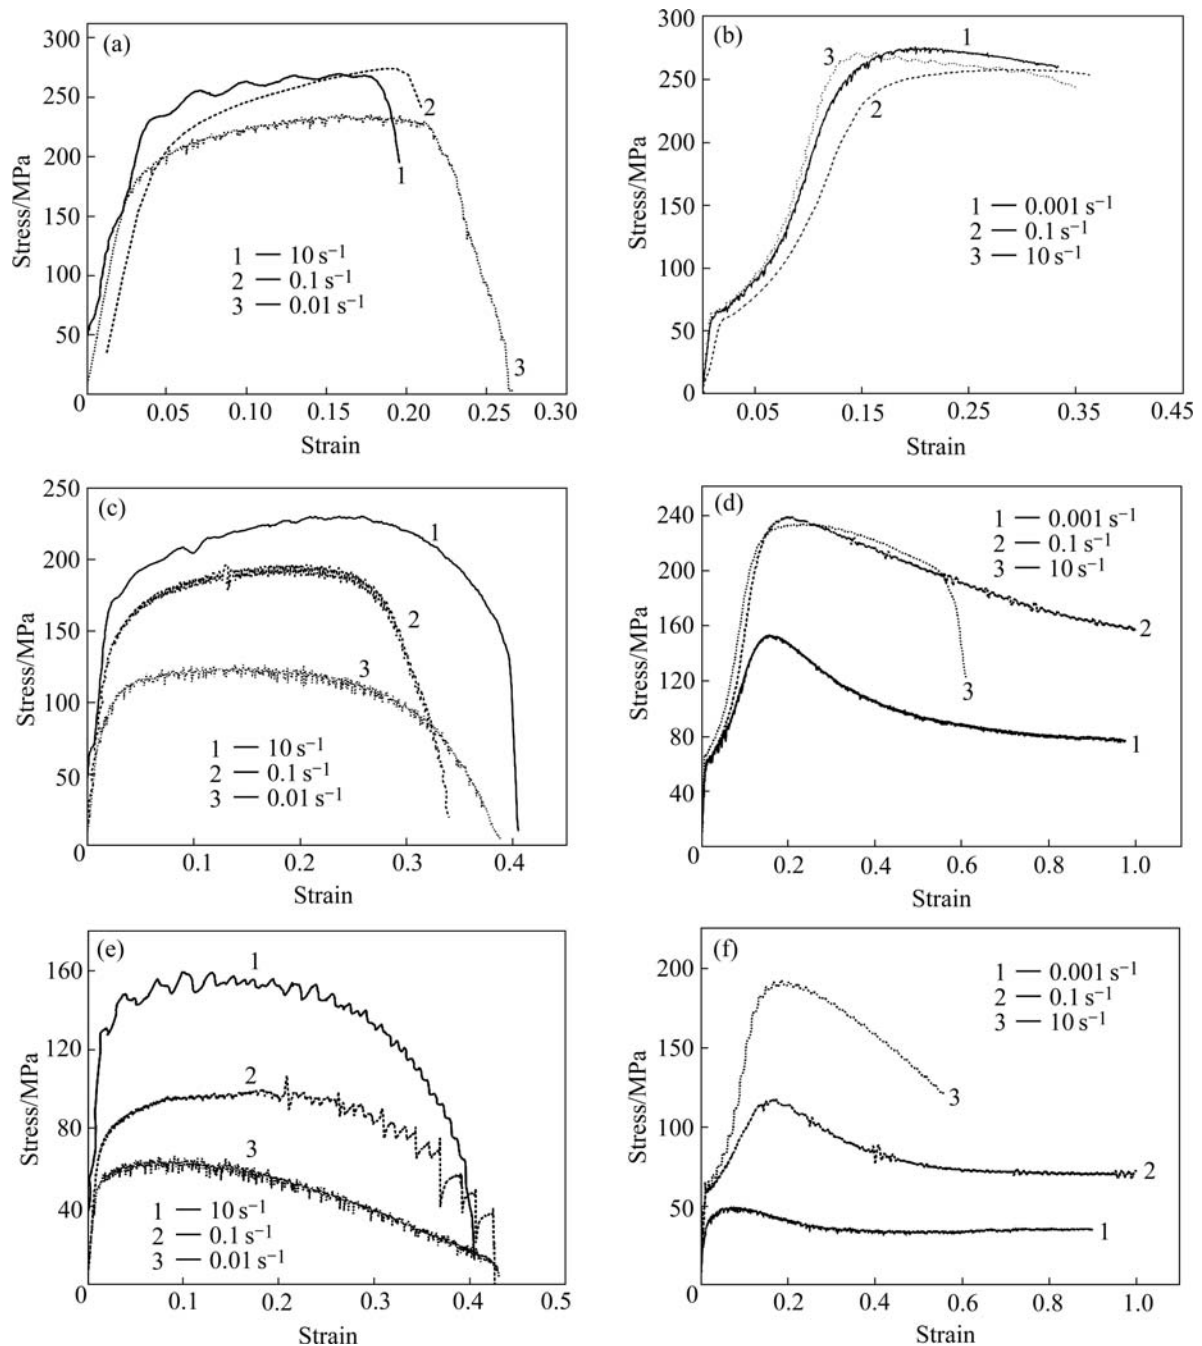 (a)
300
250
200
150
100
50
0
Stress/MPa
1
2
3
1 — 10 s⁻¹
2 — 0.1 s⁻¹
3 — 0.01 s⁻¹
0.05 0.10 0.15 0.20 0.25 0.30
Strain
(b)
300
250
200
150
100
50
0
Stress/MPa
3
1
2
1 — 0.001 s⁻¹
2 — 0.1 s⁻¹
3 — 10 s⁻¹
0.05 0.15 0.25 0.35 0.45
Strain
(c)
250
200
150
100
50
0
Stress/MPa
1
2
3
1 — 10 s⁻¹
2 — 0.1 s⁻¹
3 — 0.01 s⁻¹
0.1 0.2 0.3 0.4
Strain
(d)
240
200
160
120
80
40
0
Stress/MPa
1 — 0.001 s⁻¹
2 — 0.1 s⁻¹
3 — 10 s⁻¹
2
3
1
0.2 0.4 0.6 0.8 1.0
Strain
(e)
160
120
80
40
0
Stress/MPa
1
2
3
1 — 10 s⁻¹
2 — 0.1 s⁻¹
3 — 0.01 s⁻¹
0.1 0.2 0.3 0.4 0.5
Strain
(f)
200
150
100
50
0
Stress/MPa
1 — 0.001 s⁻¹
2 — 0.1 s⁻¹
3 — 10 s⁻¹
3
2
1
0.2 0.4 0.6 0.8 1.0
Strain